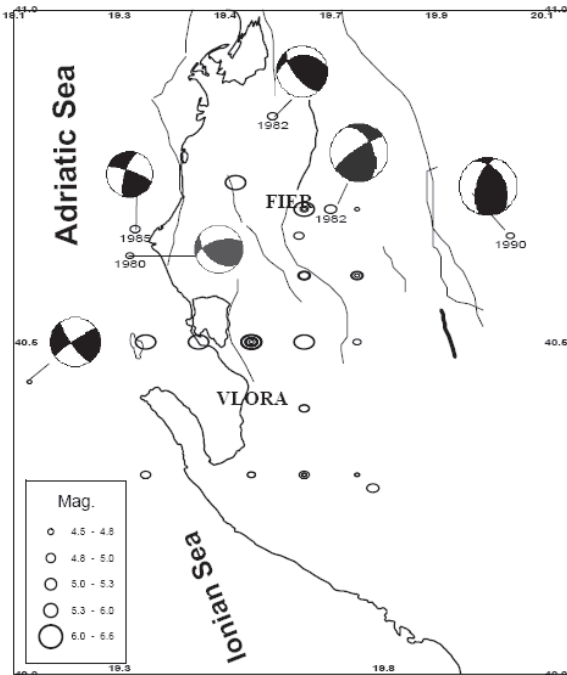 19.1 19.3 19.4 19.7 19.9 20.1
41.0 41.0
Adriatic Sea
1982
FIER
1982
1985
1980
1990
40.5 40.5
VLORA
Mag.
4.5 - 4.8
4.8 - 5.0
5.0 - 5.3
5.3 - 6.0
6.0 - 6.6
Ionian Sea
19.3 19.8